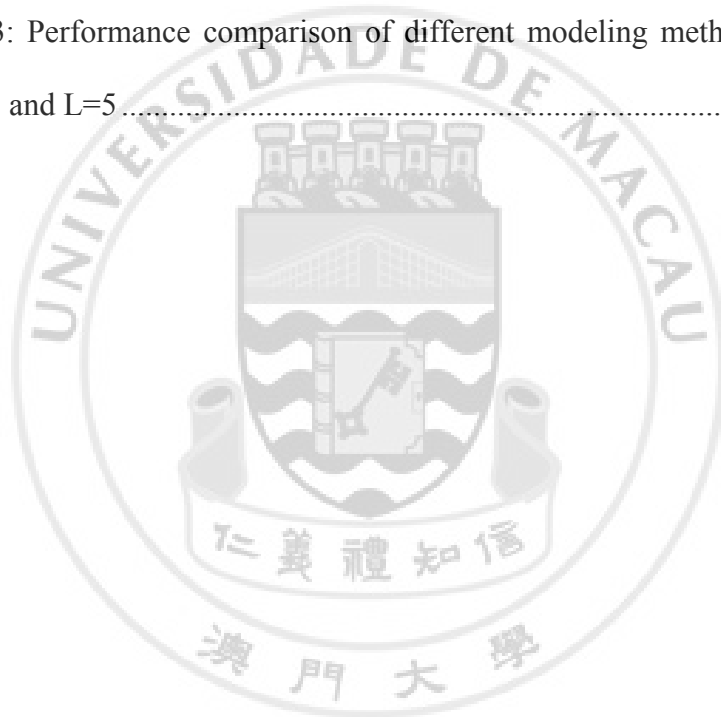 3: Performance comparison of different modeling meth
and L=5
UNIVERSIDADE DE MACAU
仁義禮知信
澳門大學